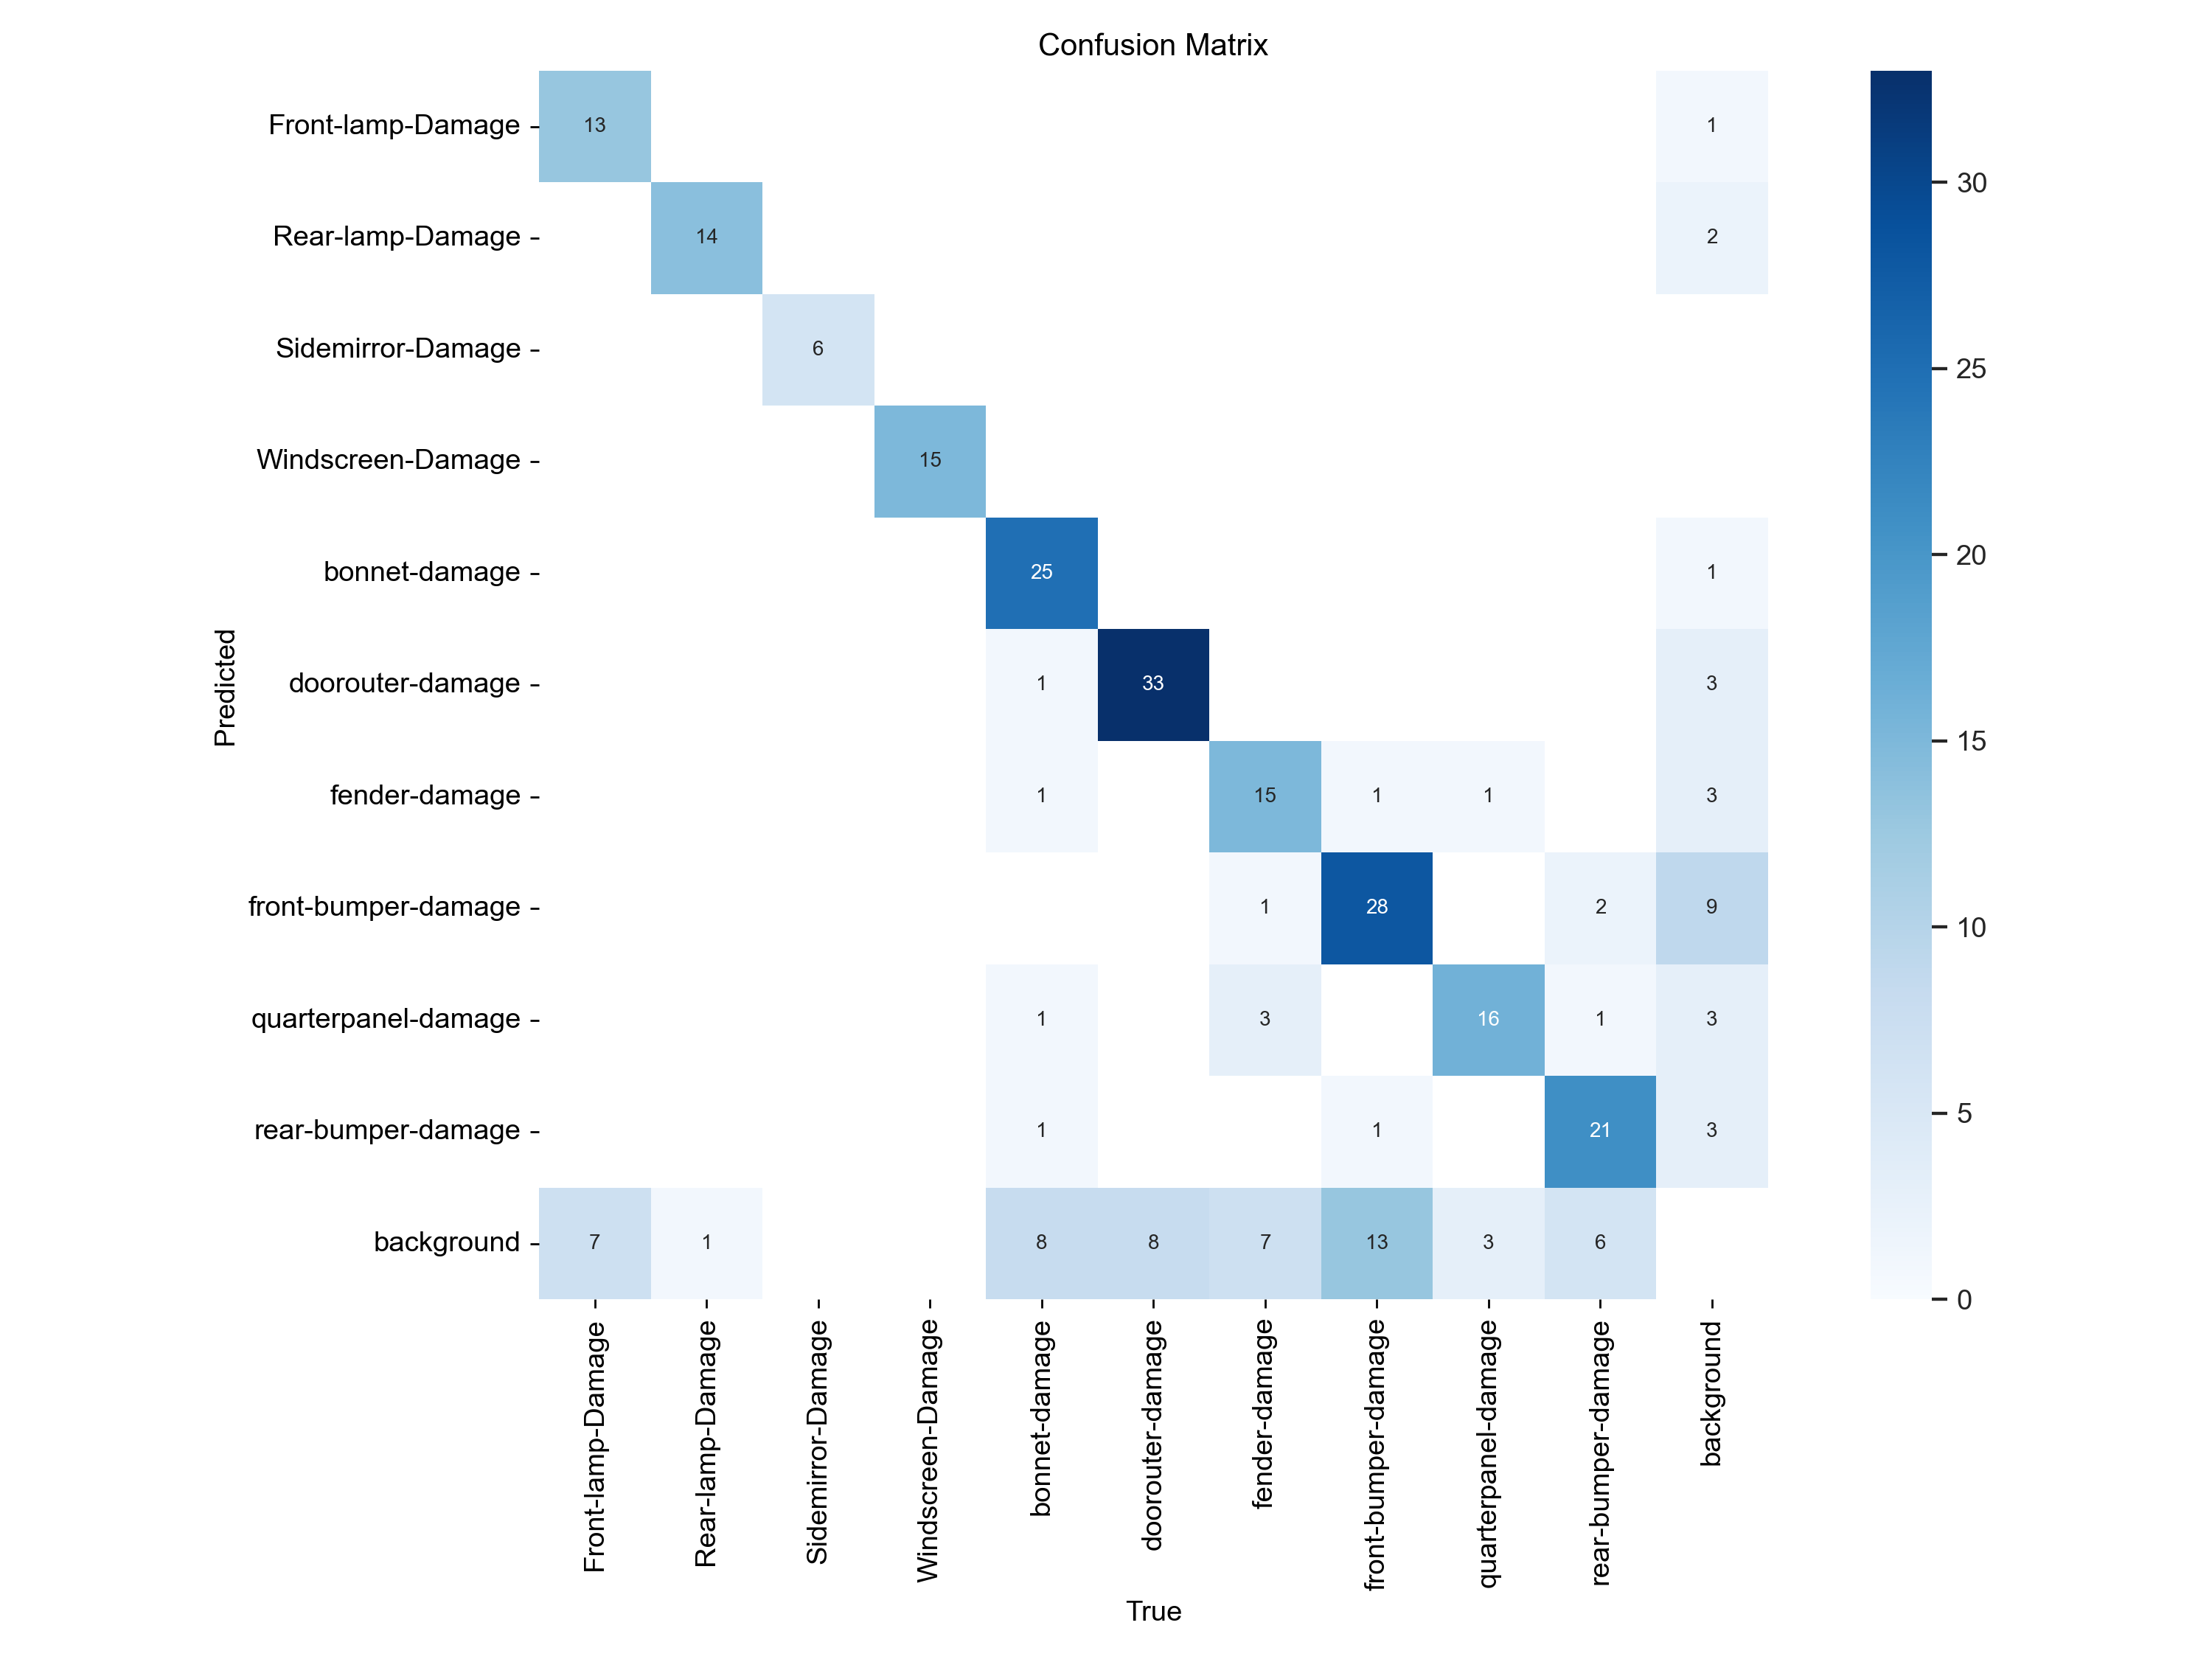 Confusion Matrix
Front-lamp-Damage 13 1
30
Rear-lamp-Damage 14 2
Sidemirror-Damage 6
25
Windscreen-Damage 15
20
bonnet-damage 25 1
Predicted
doorouter-damage 1 33 3
15
fender-damage 1 15 1 1 3
front-bumper-damage 1 28 2 9
10
quarterpanel-damage 1 3 16 1 3
5
rear-bumper-damage 1 1 21 3
background 7 1 8 8 7 13 3 6
0
Front-lamp-Damage
Rear-lamp-Damage
Sidemirror-Damage
Windscreen-Damage
bonnet-damage
doorouter-damage
fender-damage
front-bumper-damage
quarterpanel-damage
rear-bumper-damage
background
True